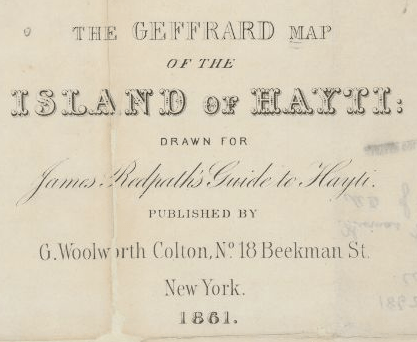 THE GEFFRARD MAP
OF THE
ISLAND OF HAYTI:
DRAWN FOR
James Redpath's Guide to Hayti.
PUBLISHED BY
G. Woolworth Colton, No. 18 Beekman St.
New York.
1861.